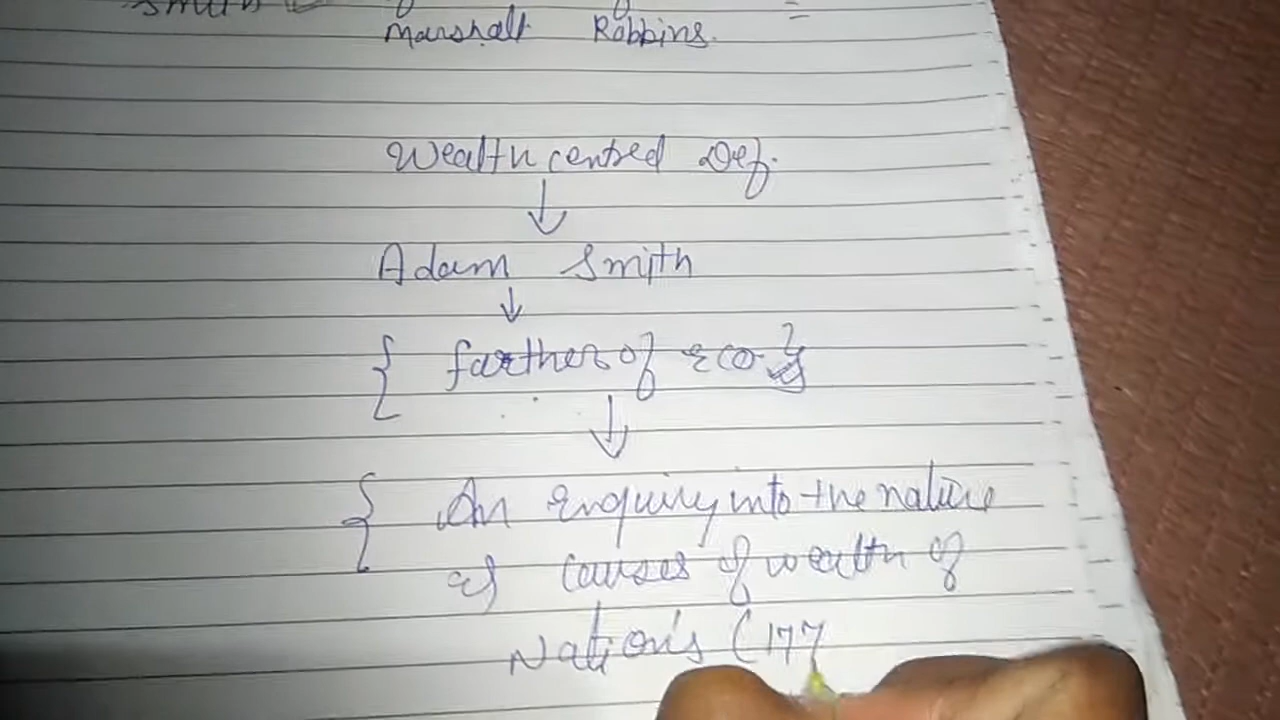 Smith
Marshall Robbins.
Wealth centred Def.
Adam Smith
{ farther of eco. }
{ An Enquiry into the nature
of causes of wealth of
Nation's (177